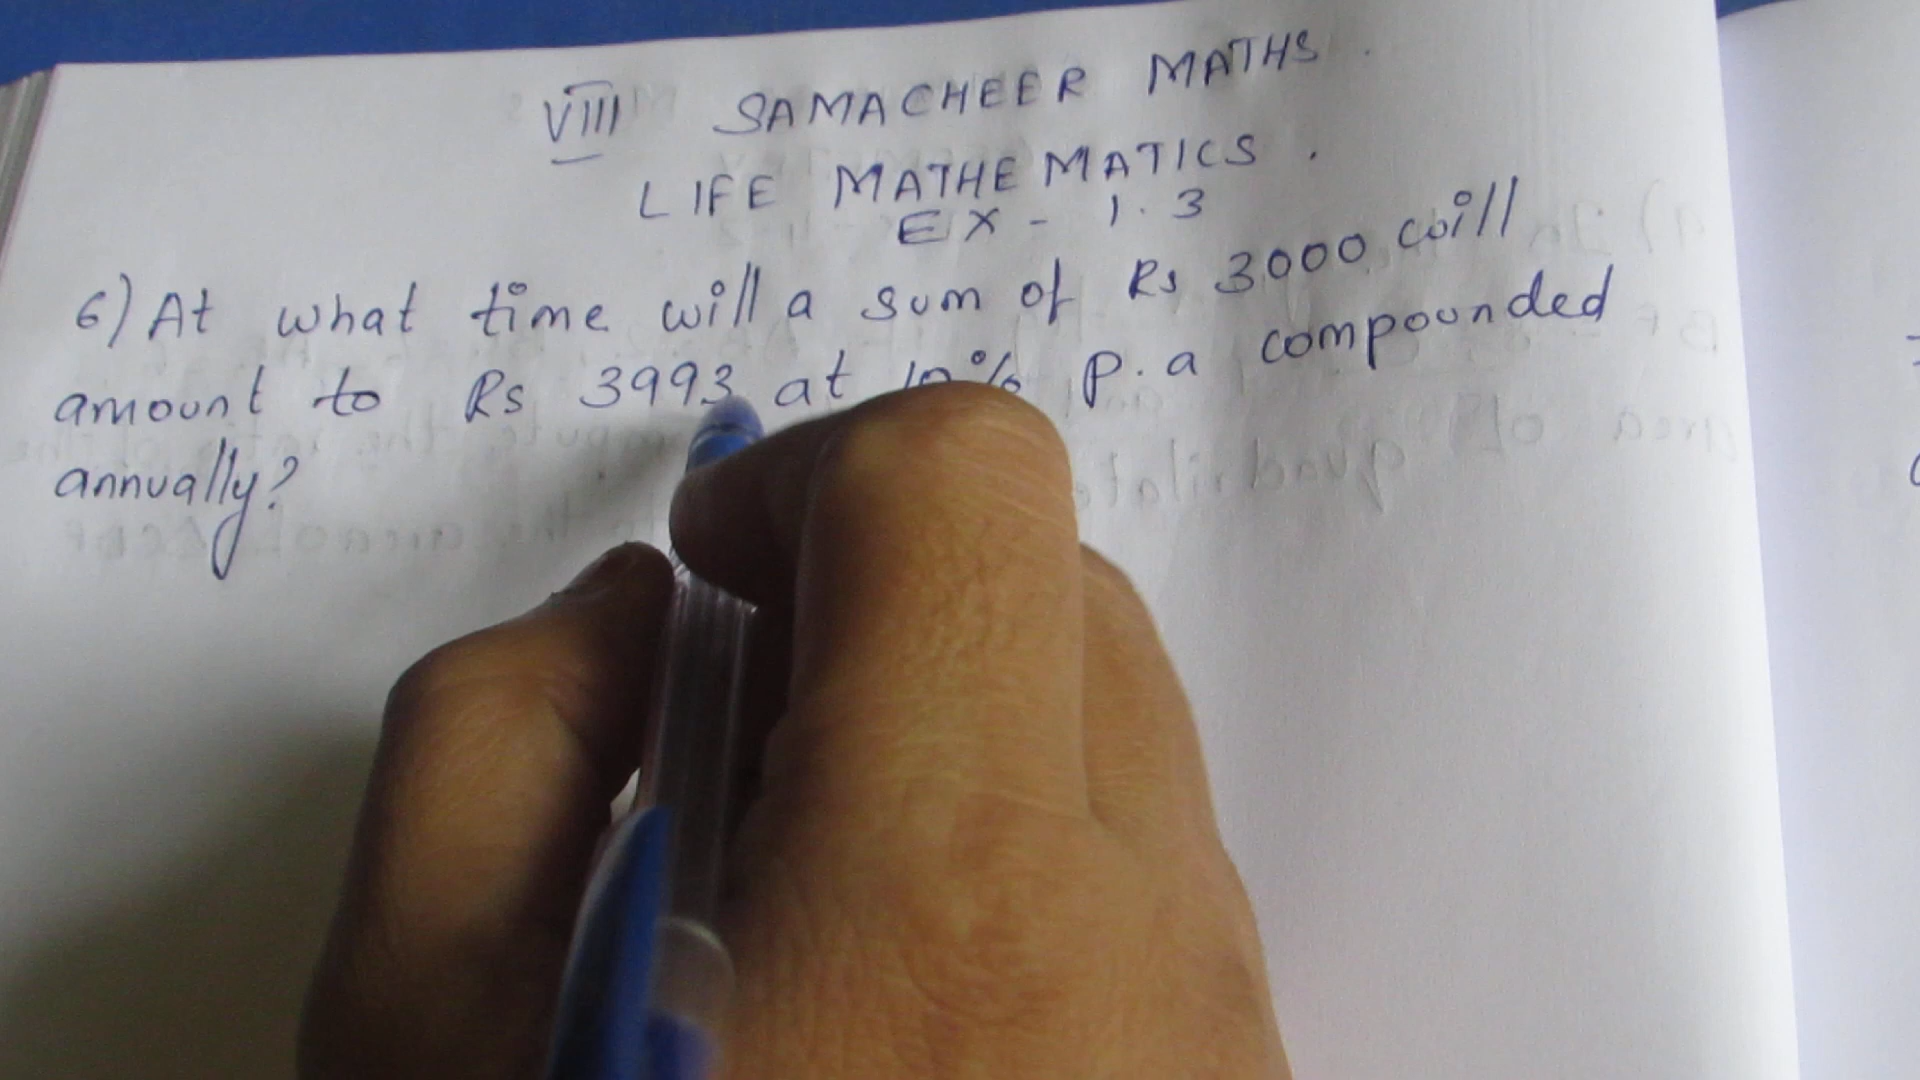 VIII SAMACHEER MATHS.
LIFE MATHEMATICS.
EX - 1.3
6) At what time will a sum of Rs 3000 will
amount to Rs 3993 at 10% P.a compounded
annually?